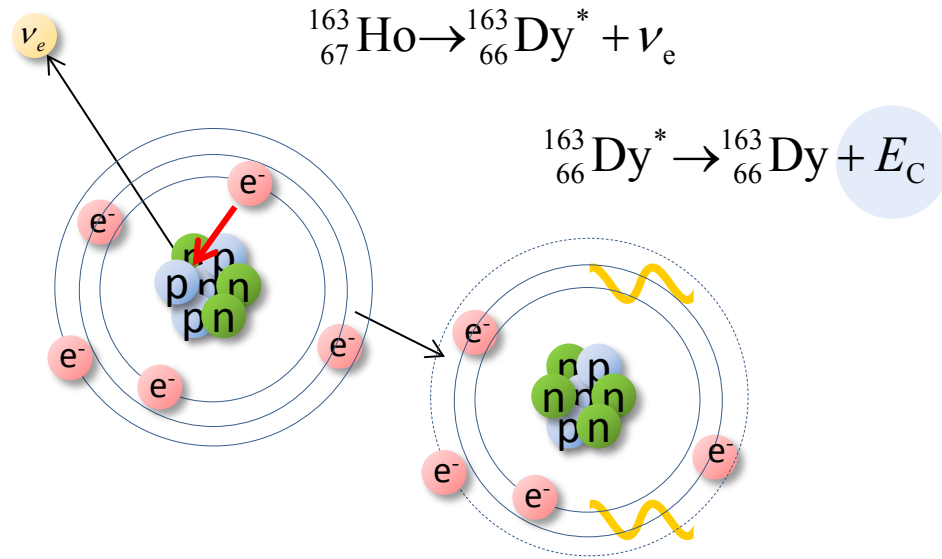 νₑ
¹⁶³₆₇Ho → ¹⁶³₆₆Dy* + νₑ
¹⁶³₆₆Dy* → ¹⁶³₆₆Dy + E_C
e⁻
e⁻
n p
p n
p n
e⁻
e⁻
e⁻
e⁻
n p
n n
p n
e⁻
e⁻
e⁻